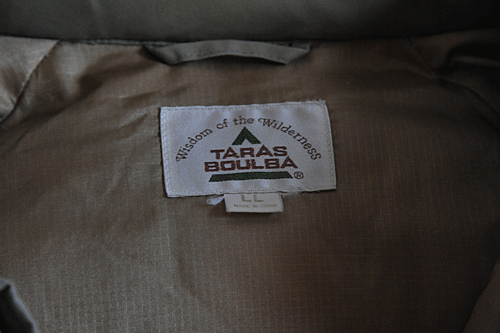 Wisdom of the Wilderness
TARAS
BOULBA®
LL